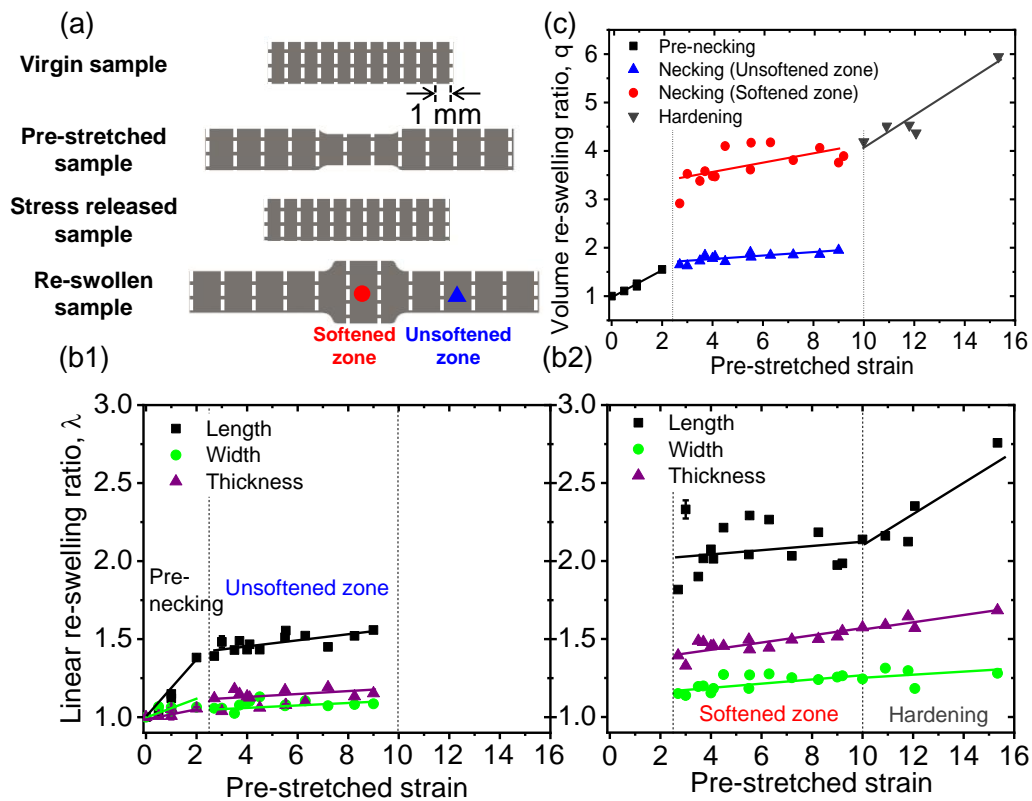 (a)
Virgin sample
1 mm
Pre-stretched
sample
Stress released
sample
Re-swollen
sample
Softened
zone
Unsoftened
zone
(c)
Volume re-swelling ratio, q
6
5
4
3
2
1
Pre-necking
Necking (Unsoftened zone)
Necking (Softened zone)
Hardening
0 2 4 6 8 10 12 14 16
Pre-stretched strain
(b1)
Linear re-swelling ratio, λ
3.0
2.5
2.0
1.5
1.0
Length
Width
Thickness
Pre-
necking
Unsoftened zone
0 2 4 6 8 10 12 14 16
Pre-stretched strain
(b2)
3.0
2.5
2.0
1.5
1.0
Length
Width
Thickness
Softened zone
Hardening
0 2 4 6 8 10 12 14 16
Pre-stretched strain